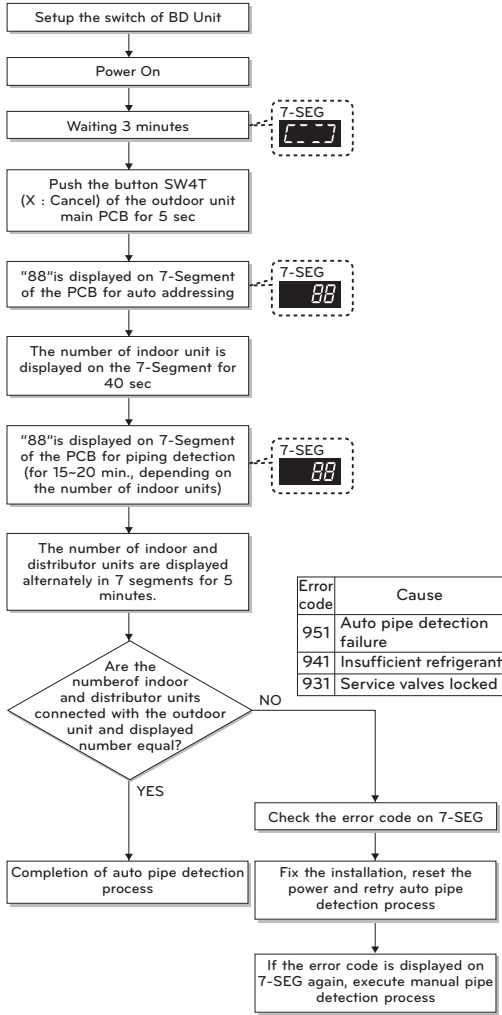 Setup the switch of BD Unit
Power On
Waiting 3 minutes
7-SEG
Push the button SW4T
(X : Cancel) of the outdoor unit
main PCB for 5 sec
"88"is displayed on 7-Segment
of the PCB for auto addressing
7-SEG
88
The number of indoor unit is
displayed on the 7-Segment for
40 sec
"88"is displayed on 7-Segment
of the PCB for piping detection
(for 15~20 min., depending on
the number of indoor units)
7-SEG
88
The number of indoor and
distributor units are displayed
alternately in 7 segments for 5
minutes.
Error
code
Cause
951
Auto pipe detection
failure
941 Insufficient refrigerant
931 Service valves locked
Are the
numberof indoor
and distributor units
connected with the outdoor
unit and displayed
number equal?
NO
YES
Check the error code on 7-SEG
Completion of auto pipe detection
process
Fix the installation, reset the
power and retry auto pipe
detection process
If the error code is displayed on
7-SEG again, execute manual pipe
detection process